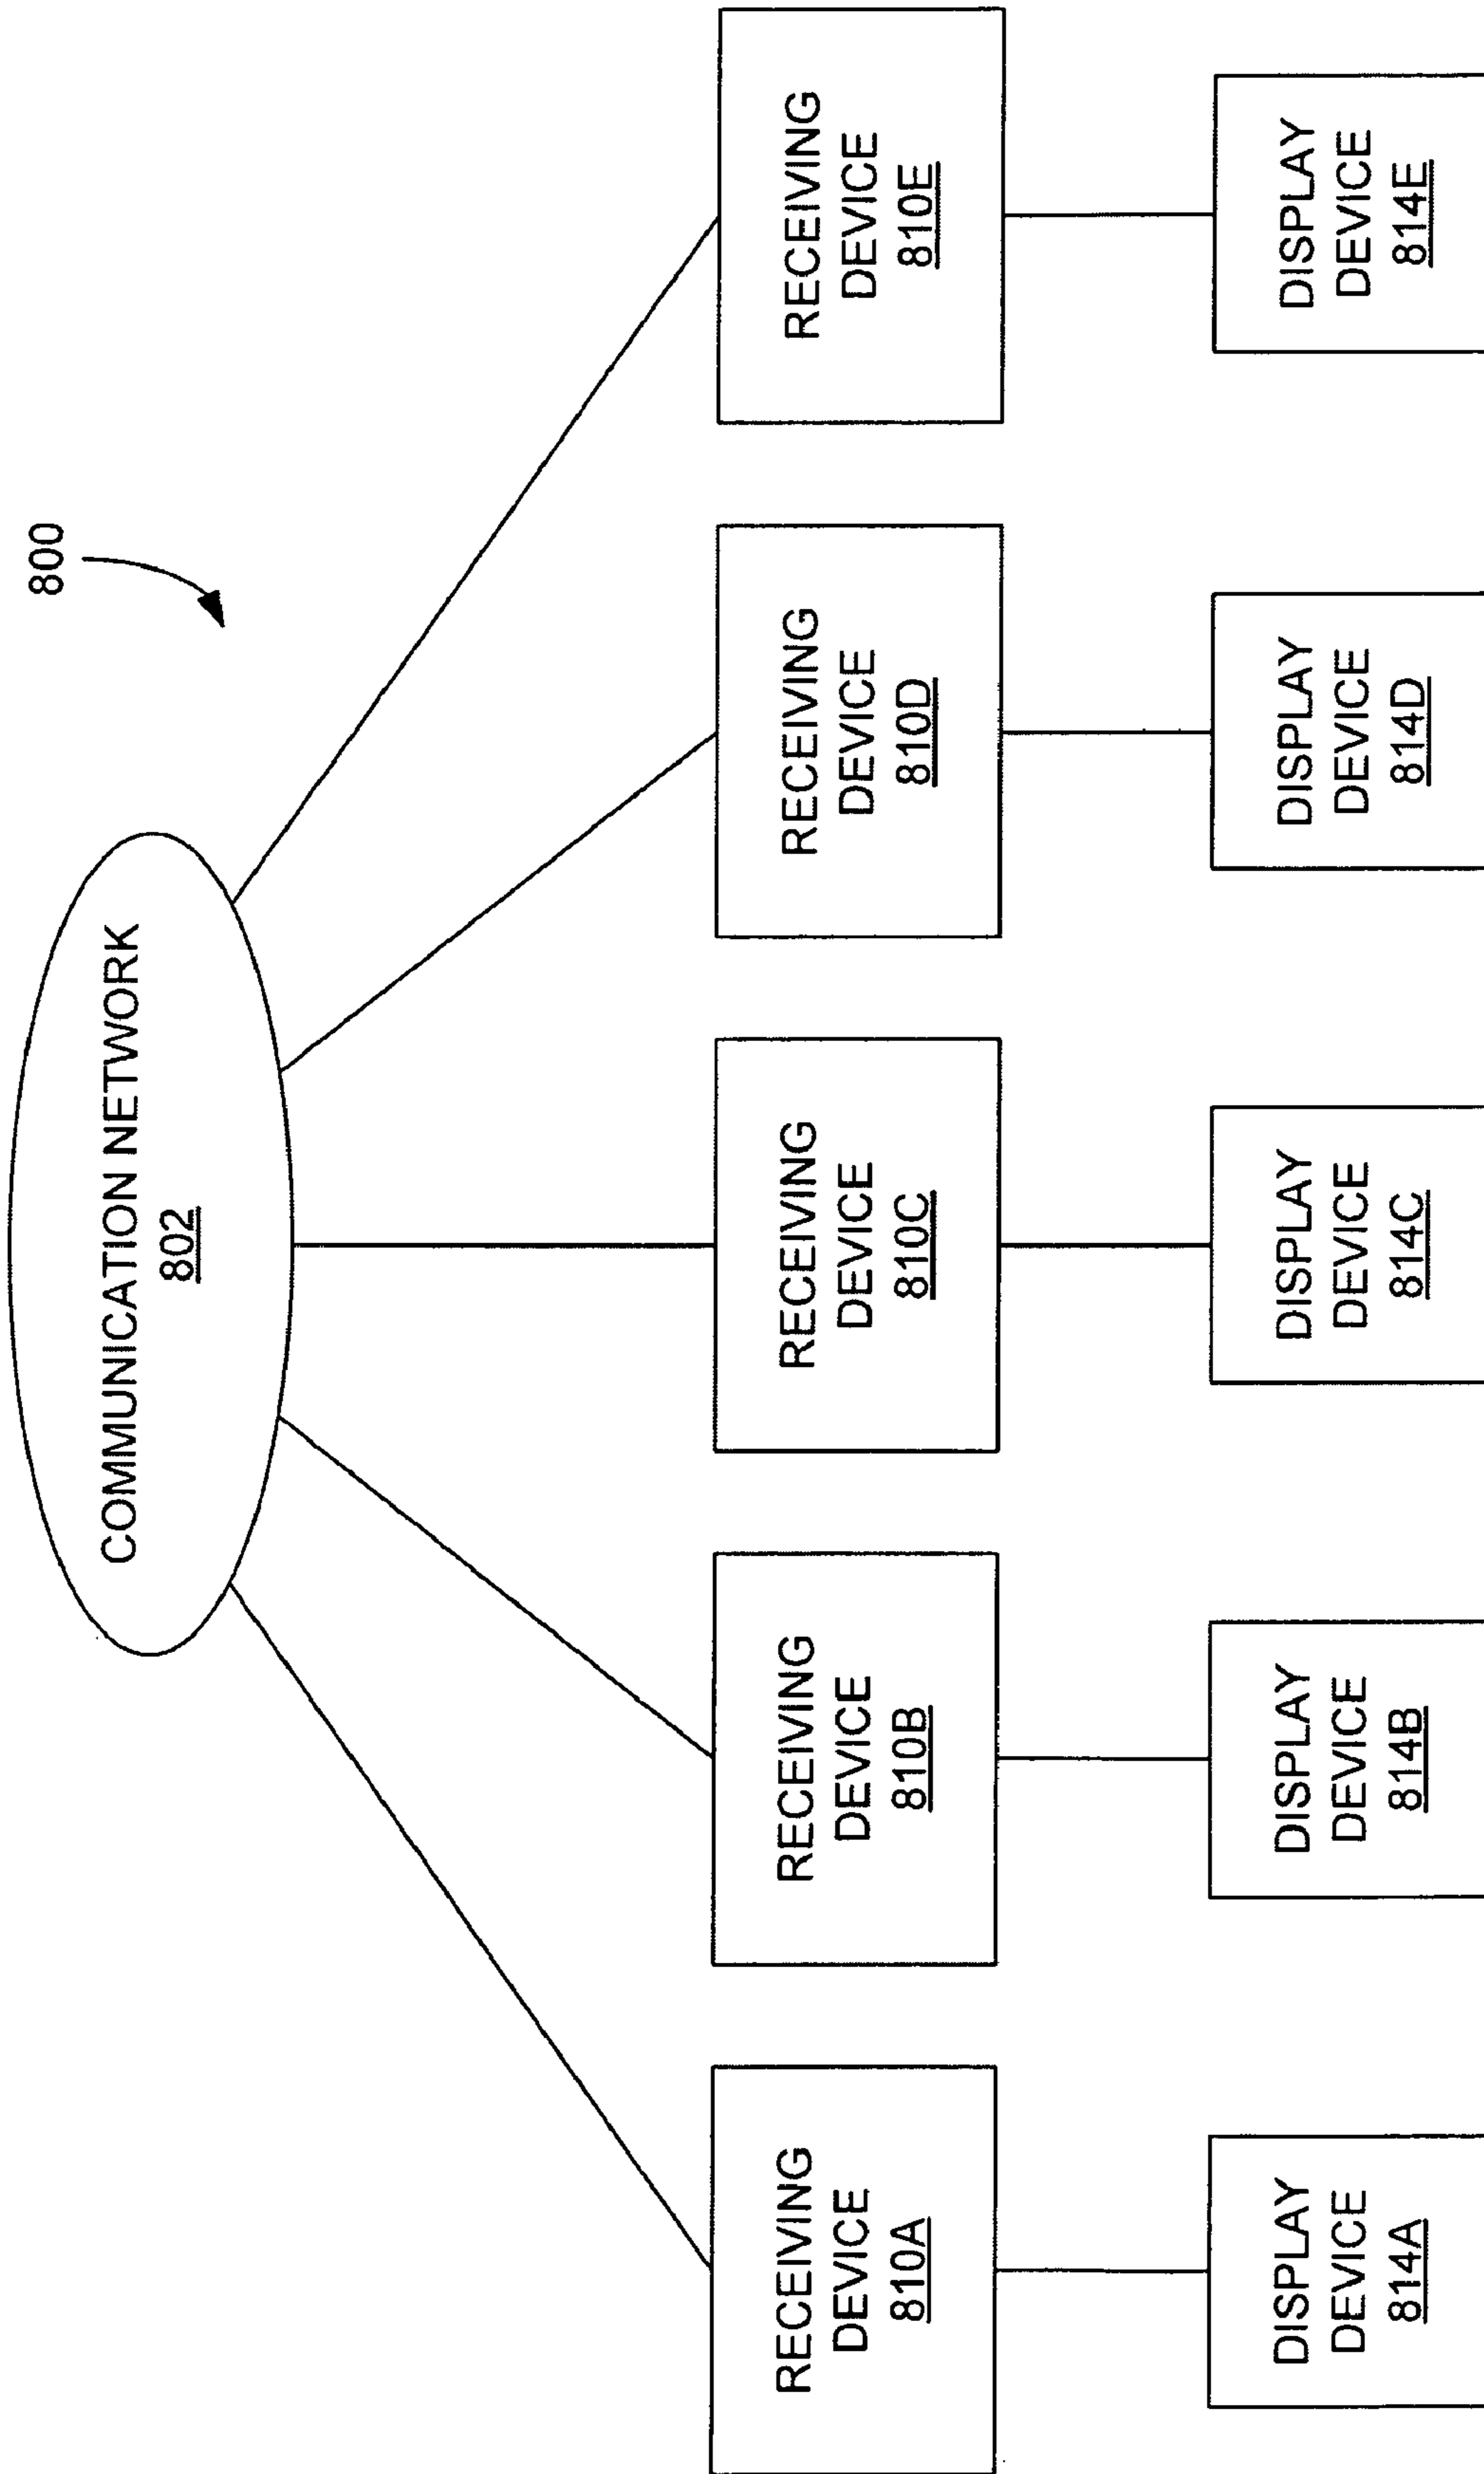 800
COMMUNICATION NETWORK
802
RECEIVING
DEVICE
810A
RECEIVING
DEVICE
810B
RECEIVING
DEVICE
810C
RECEIVING
DEVICE
810D
RECEIVING
DEVICE
810E
DISPLAY
DEVICE
814A
DISPLAY
DEVICE
814B
DISPLAY
DEVICE
814C
DISPLAY
DEVICE
814D
DISPLAY
DEVICE
814E